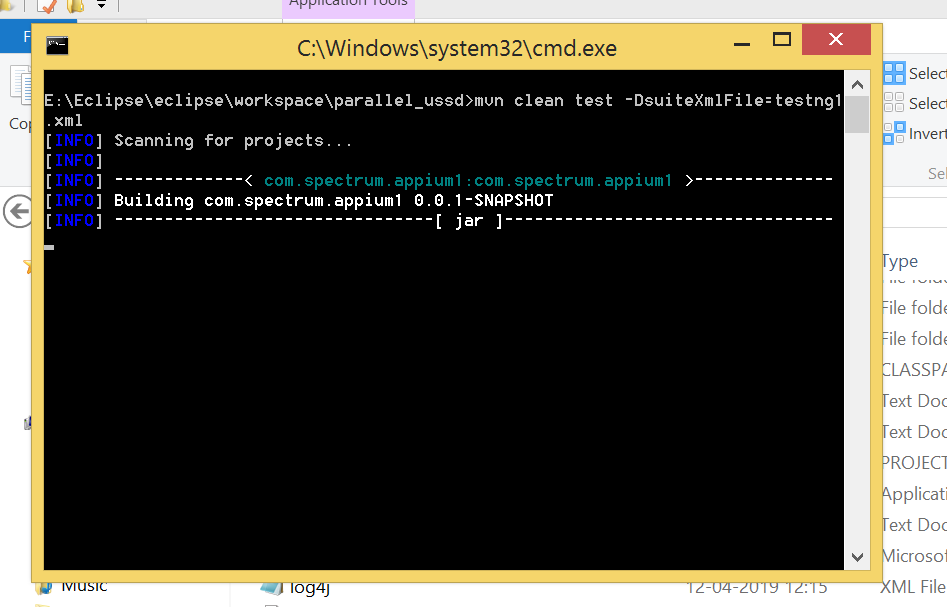 Application Tools
F
C:\Windows\system32\cmd.exe
E:\Eclipse\eclipse\workspace\parallel_ussd>mvn clean test -DsuiteXmlFile=testng1
.xml
[INFO] Scanning for projects...
[INFO]
[INFO] -------------< com.spectrum.appium1:com.spectrum.appium1 >--------------
[INFO] Building com.spectrum.appium1 0.0.1-SNAPSHOT
[INFO] --------------------------------[ jar ]---------------------------------
Cop
Select
Select
Invert
Sel
Type
File folde
File folde
File folde
CLASSPA
Text Doc
Text Doc
PROJECT
Applicati
Text Doc
Microsof
XML File
Music
log4j
12-04-2019 12:15